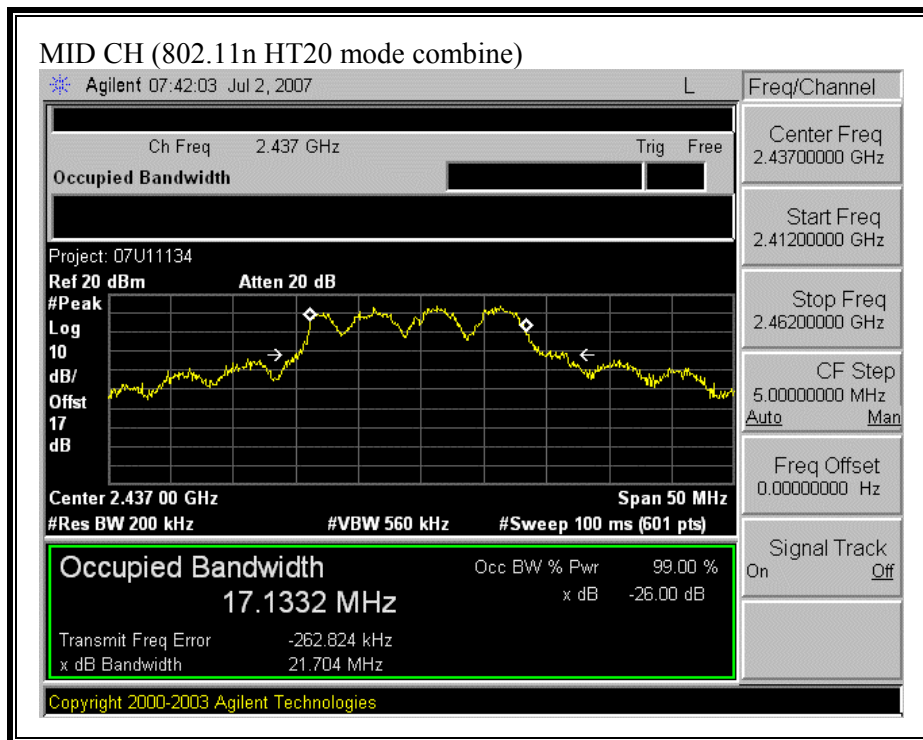 MID CH (802.11n HT20 mode combine)
Agilent 07:42:03 Jul 2, 2007 L
Freq/Channel
Ch Freq 2.437 GHz Trig Free
Occupied Bandwidth
Center Freq
2.43700000 GHz
Start Freq
2.41200000 GHz
Stop Freq
2.46200000 GHz
CF Step
5.00000000 MHz
Auto Man
Freq Offset
0.00000000 Hz
Signal Track
On Off
Project: 07U11134
Ref 20 dBm Atten 20 dB
#Peak
Log
10
dB/
Offst
17
dB
Center 2.437 00 GHz Span 50 MHz
#Res BW 200 kHz #VBW 560 kHz #Sweep 100 ms (601 pts)
Occupied Bandwidth Occ BW % Pwr 99.00 %
17.1332 MHz x dB -26.00 dB
Transmit Freq Error -262.824 kHz
x dB Bandwidth 21.704 MHz
Copyright 2000-2003 Agilent Technologies